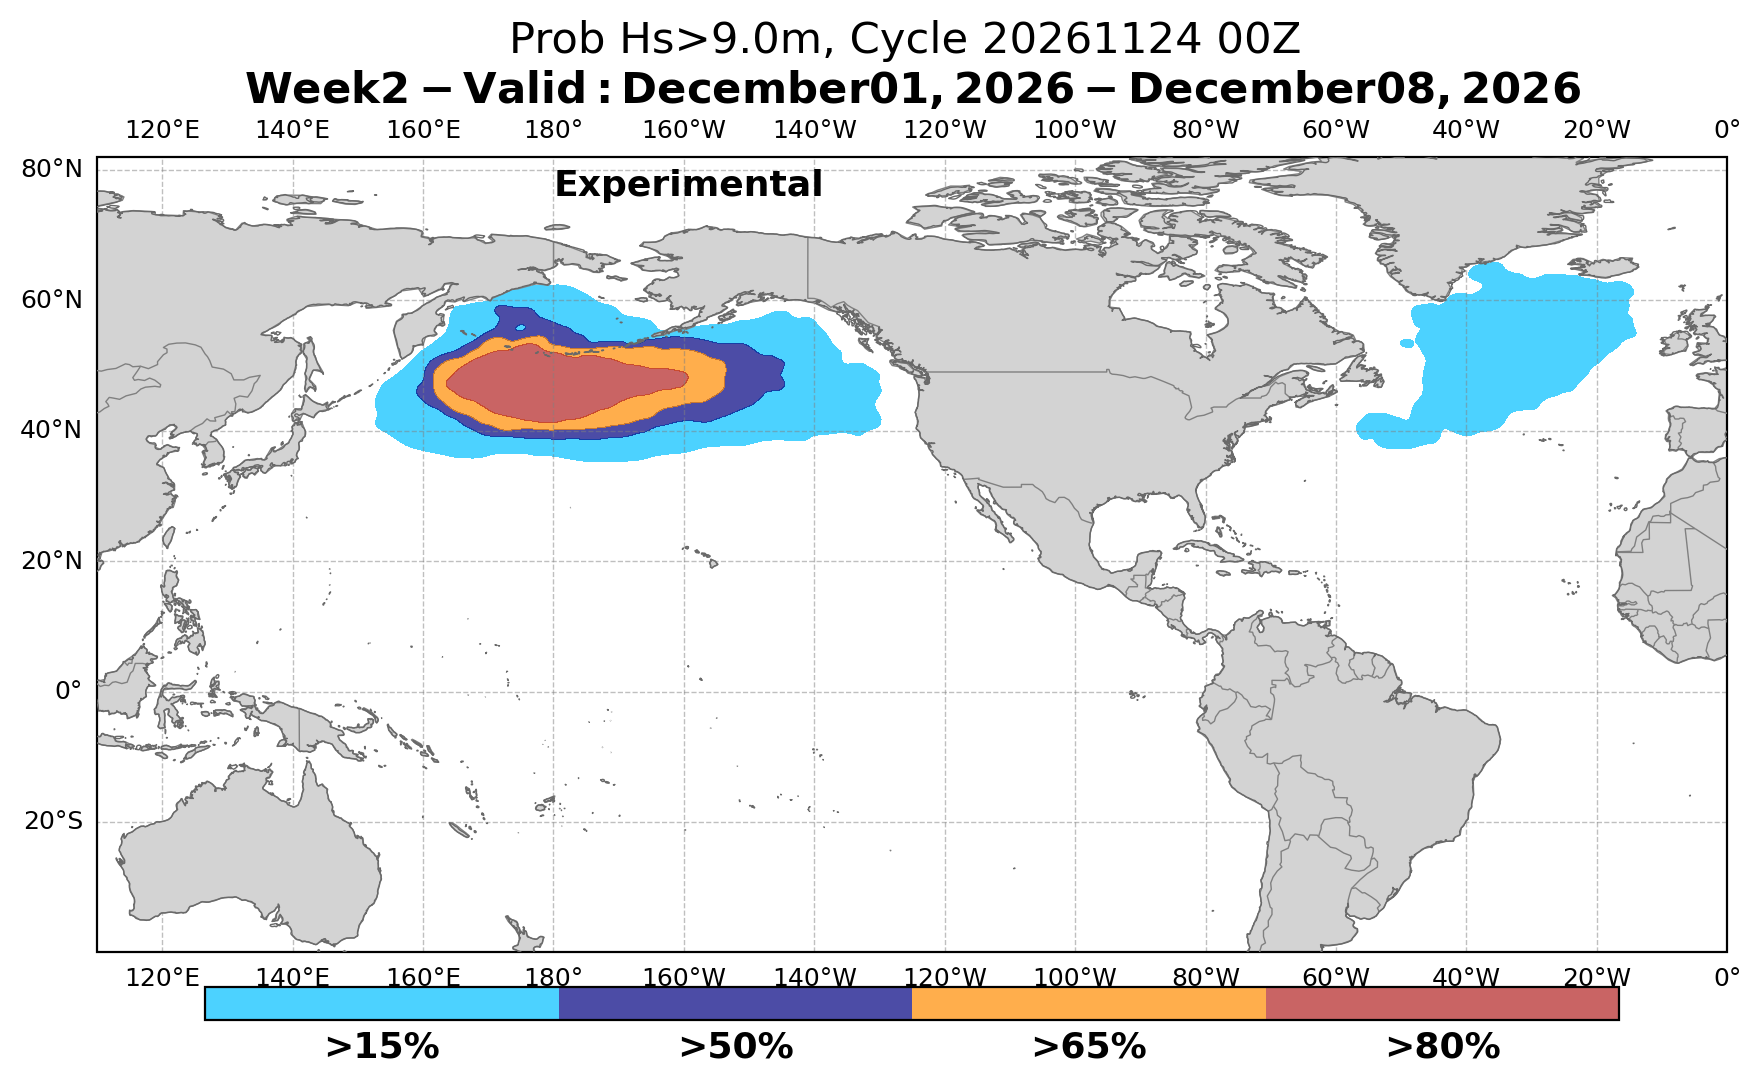 Prob Hs>9.0m, Cycle 20261124 00Z
Week2 − Valid : December01, 2026 − December08, 2026
120°E 140°E 160°E 180° 160°W 140°W 120°W 100°W 80°W 60°W 40°W 20°W 0°
80°N
Experimental
60°N
40°N
20°N
0°
20°S
120°E 140°E 160°E 180° 160°W 140°W 120°W 100°W 80°W 60°W 40°W 20°W 0°
>15% >50% >65% >80%